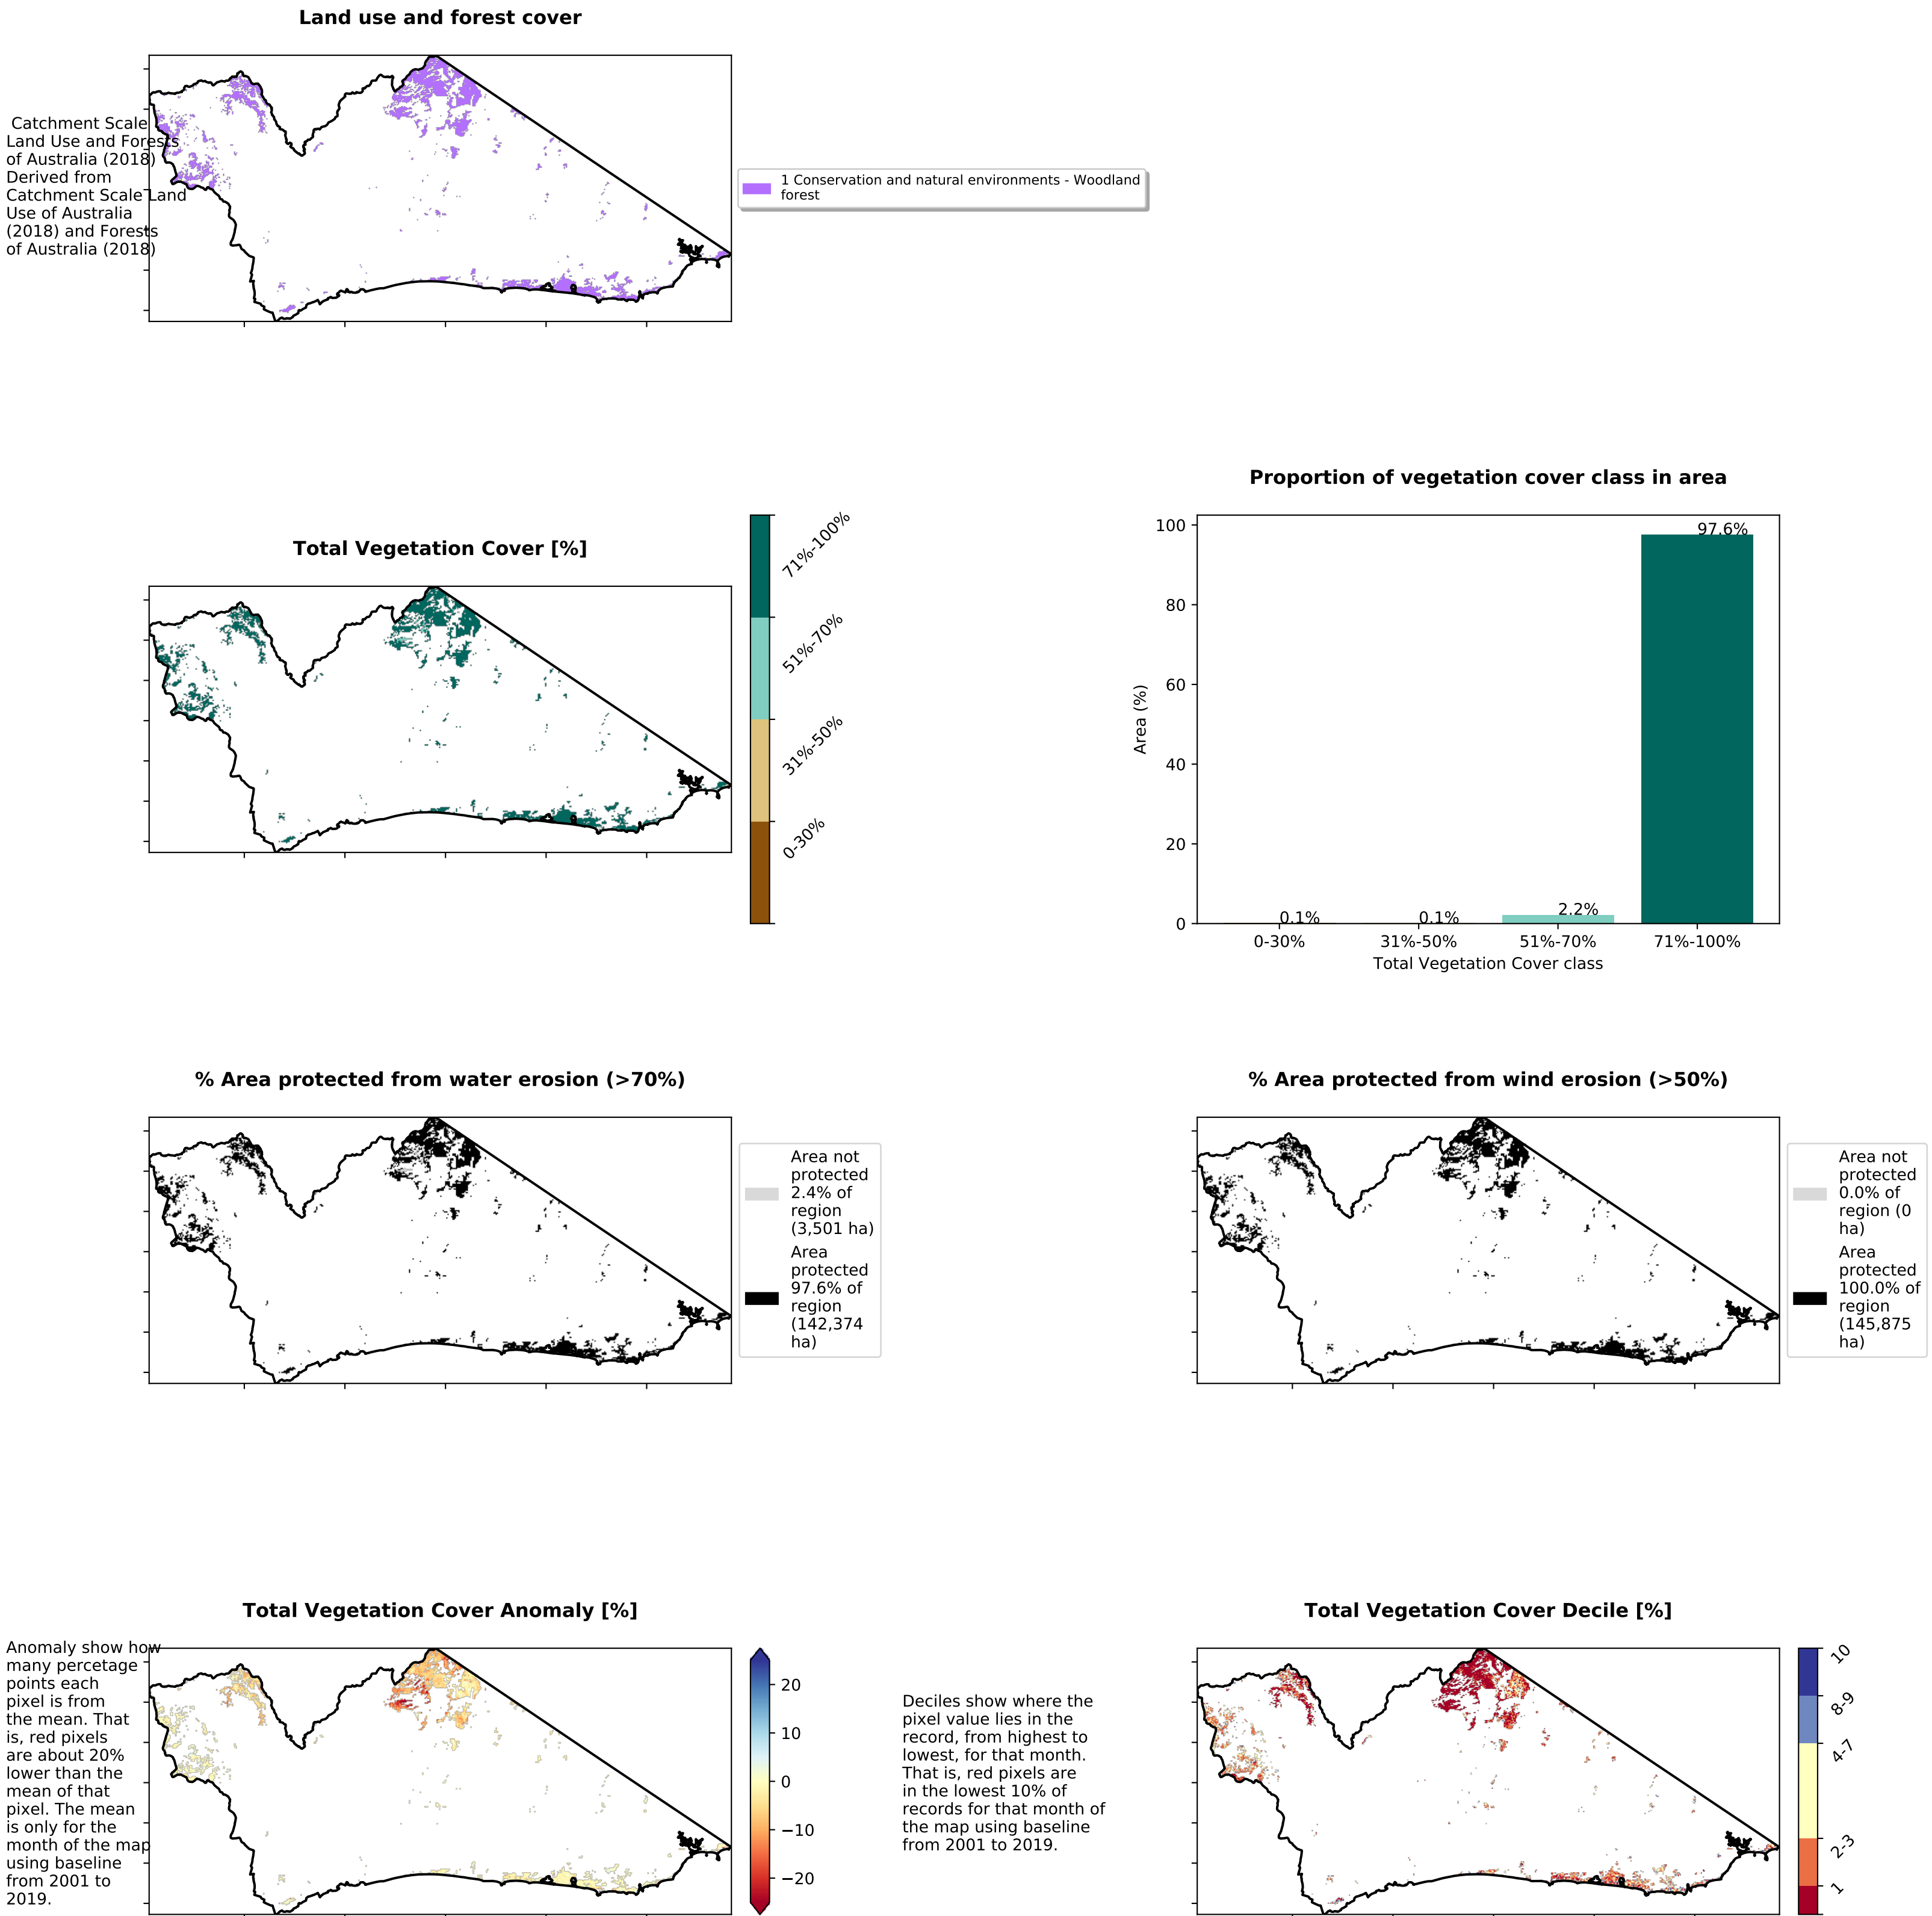 Land use and forest cover
Catchment Scale
Land Use and Forests
of Australia (2018)
Derived from
Catchment Scale Land
Use of Australia
(2018) and Forests
of Australia (2018)
1 Conservation and natural environments - Woodland
forest
Total Vegetation Cover [%]
71%-100%
51%-70%
31%-50%
0-30%
Proportion of vegetation cover class in area
100
80
60
40
20
0
Area (%)
0.1%
0.1%
2.2%
97.6%
0-30%
31%-50%
51%-70%
71%-100%
Total Vegetation Cover class
% Area protected from water erosion (>70%)
Area not
protected
2.4% of
region
(3,501 ha)
Area
protected
97.6% of
region
(142,374
ha)
% Area protected from wind erosion (>50%)
Area not
protected
0.0% of
region (0
ha)
Area
protected
100.0% of
region
(145,875
ha)
Total Vegetation Cover Anomaly [%]
Anomaly show how
many percetage
points each
pixel is from
the mean. That
is, red pixels
are about 20%
lower than the
mean of that
pixel. The mean
is only for the
month of the map
using baseline
from 2001 to
2019.
20
10
0
−10
−20
Total Vegetation Cover Decile [%]
Deciles show where the
pixel value lies in the
record, from highest to
lowest, for that month.
That is, red pixels are
in the lowest 10% of
records for that month of
the map using baseline
from 2001 to 2019.
10
8-9
4-7
2-3
1